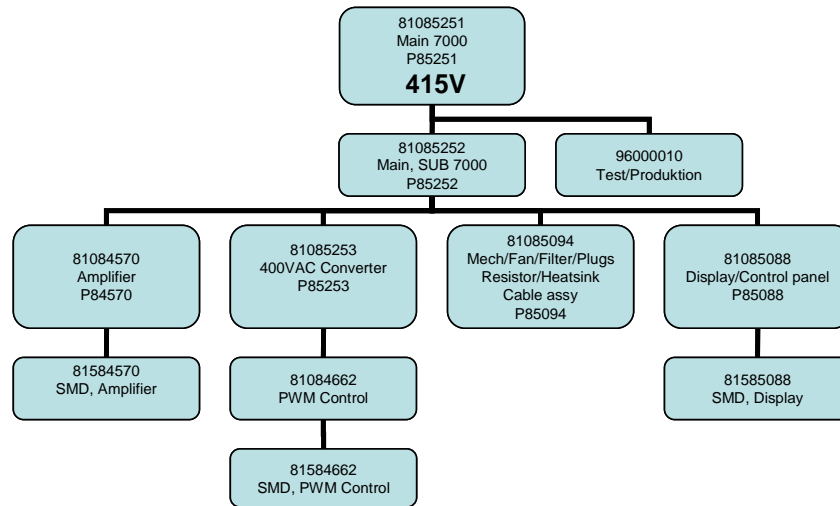 81085251
Main 7000
P85251
415V
81085252
Main, SUB 7000
P85252
96000010
Test/Produktion
81084570
Amplifier
P84570
81085253
400VAC Converter
P85253
81085094
Mech/Fan/Filter/Plugs
Resistor/Heatsink
Cable assy
P85094
81085088
Display/Control panel
P85088
81584570
SMD, Amplifier
81084662
PWM Control
81585088
SMD, Display
81584662
SMD, PWM Control